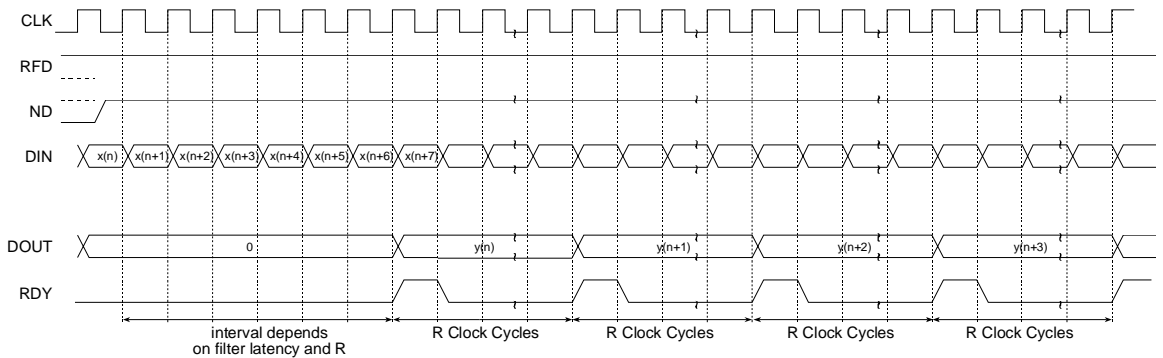 CLK
RFD
ND
DIN x(n) x(n+1) x(n+2) x(n+3) x(n+4) x(n+5) x(n+6) x(n+7)
DOUT 0 y(n) y(n+1) y(n+2) y(n+3)
RDY
interval depends on filter latency and R
R Clock Cycles R Clock Cycles R Clock Cycles R Clock Cycles